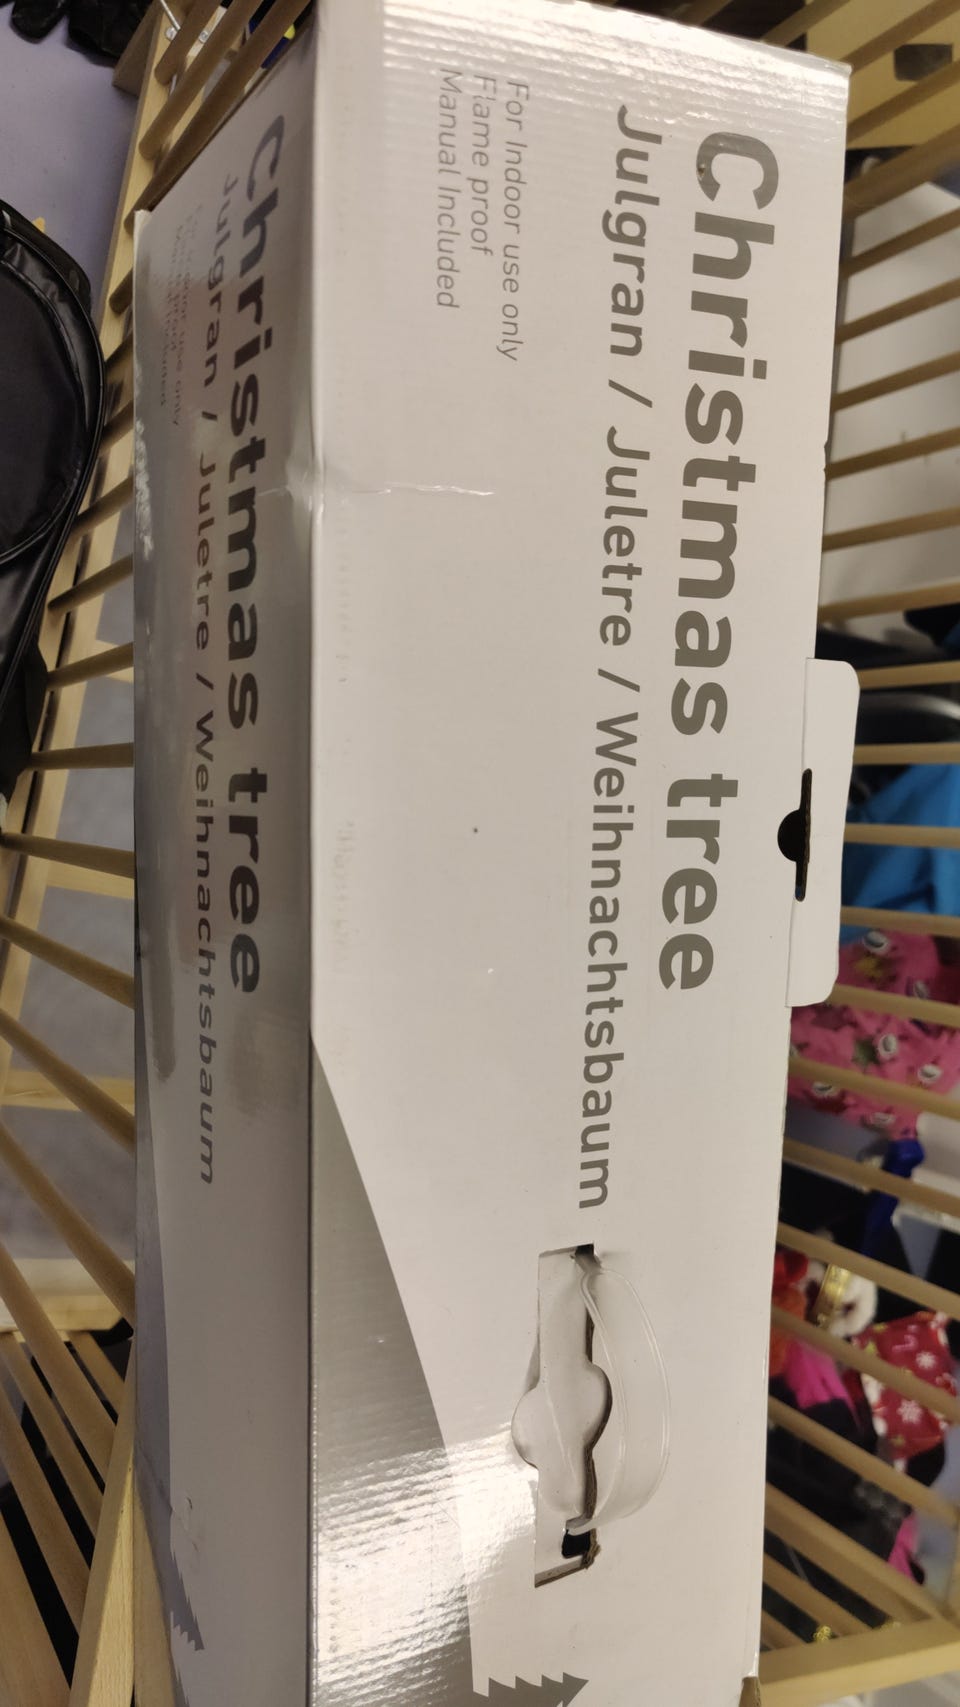 Christmas tree
Julgran / Juletre / Weihnachtsbaum
For Indoor use only
Flame proof
Manual Included
Christmas tree
Julgran / Juletre / Weihnachtsbaum